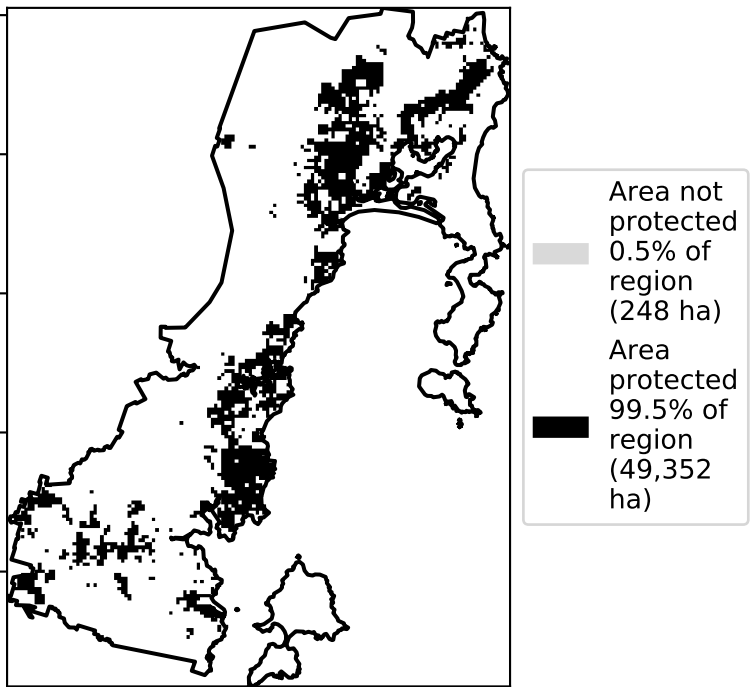 Area not
protected
0.5% of
region
(248 ha)
Area
protected
99.5% of
region
(49,352
ha)